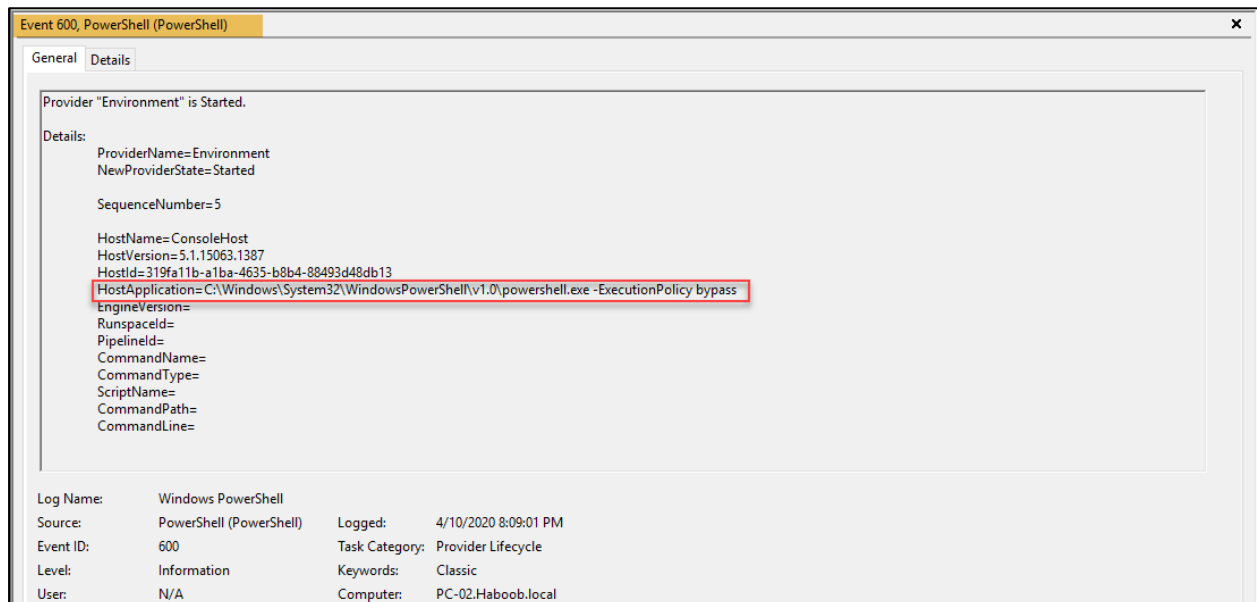 Event 600, PowerShell (PowerShell)
General Details
Provider "Environment" is Started.
Details:
ProviderName=Environment
NewProviderState=Started
SequenceNumber=5
HostName=ConsoleHost
HostVersion=5.1.15063.1387
HostId=319fa11b-a1ba-4635-b8b4-88493d48db13
HostApplication=C:\Windows\System32\WindowsPowerShell\v1.0\powershell.exe -ExecutionPolicy bypass
EngineVersion=
RunspaceId=
PipelineId=
CommandName=
CommandType=
ScriptName=
CommandPath=
CommandLine=
Log Name: Windows PowerShell
Source: PowerShell (PowerShell) Logged: 4/10/2020 8:09:01 PM
Event ID: 600 Task Category: Provider Lifecycle
Level: Information Keywords: Classic
User: N/A Computer: PC-02.Haboob.local